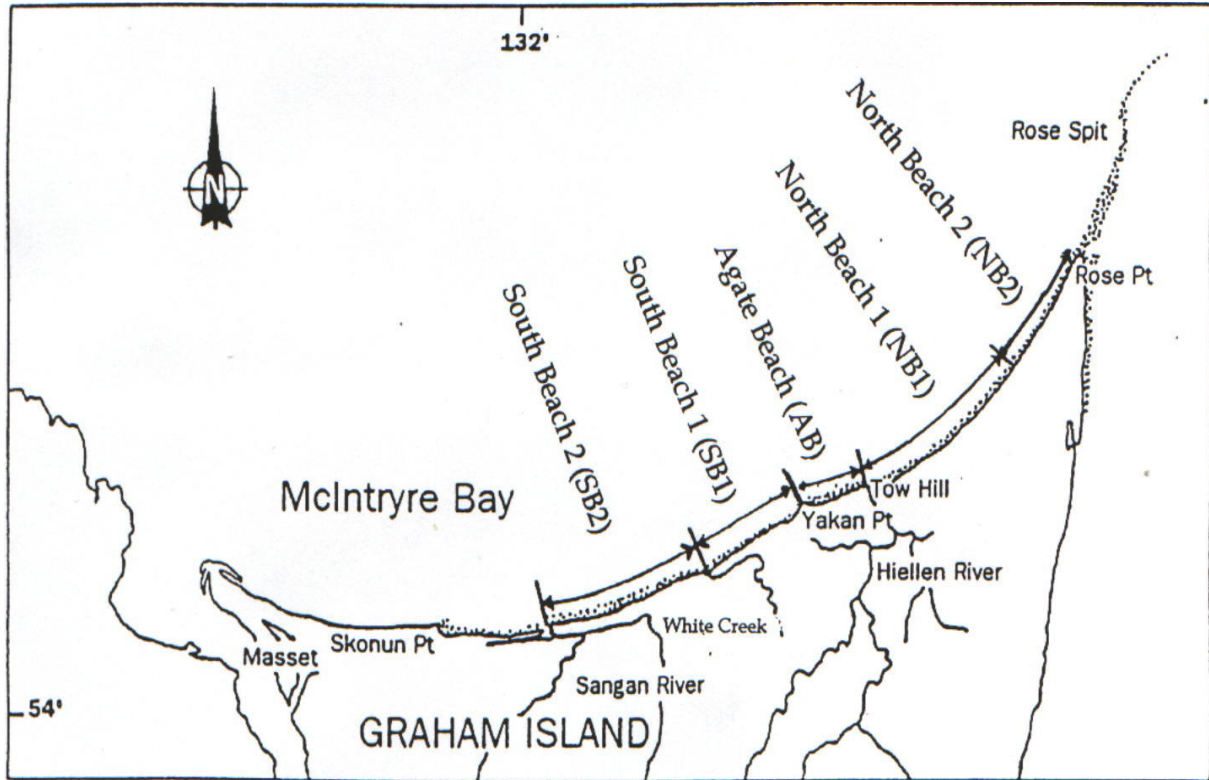 132°
N
North Beach 2 (NB2)
Rose Spit
North Beach 1 (NB1)
Agate Beach (AB)
South Beach 1 (SB1)
South Beach 2 (SB2)
Rose Pt
McIntryre Bay
Tow Hill
Yakan Pt
Hiellen River
White Creek
Skonun Pt
Masset
Sangan River
54°
GRAHAM ISLAND